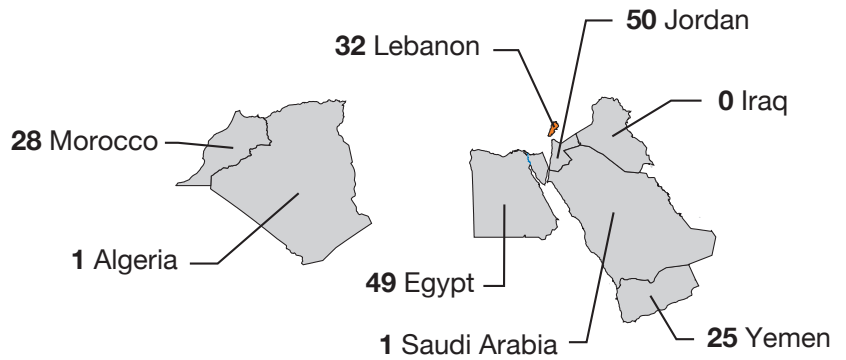 50 Jordan
32 Lebanon
0 Iraq
28 Morocco
1 Algeria
49 Egypt
1 Saudi Arabia
25 Yemen